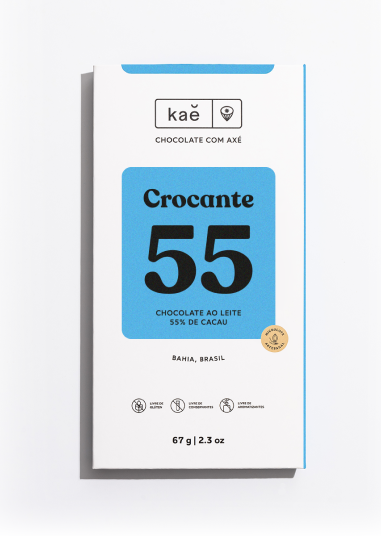 kaĕ
CHOCOLATE COM AXÉ
Crocante
55
CHOCOLATE AO LEITE
55% DE CACAU
BAHIA, BRASIL
LIVRE DE
GLÚTEN
LIVRE DE
CONSERVANTES
LIVRE DE
AROMATIZANTES
67 g | 2.3 oz